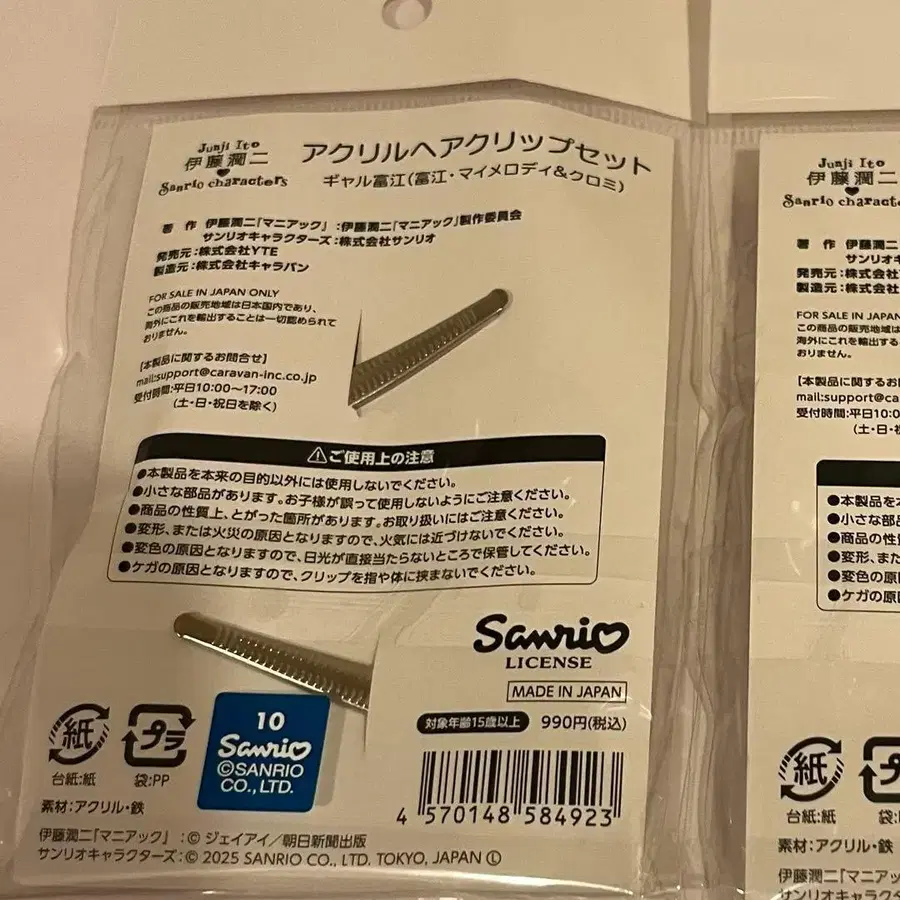 Junji Ito
伊藤潤二
Sanrio characters
アクリルヘアクリップセット
ギャル富江(富江・マイメロディ&クロミ)
著 作 伊藤潤二『マニアック』:伊藤潤二『マニアック』製作委員会
サンリオキャラクターズ:株式会社サンリオ
発売元:株式会社YTE
製造元:株式会社キャラバン
FOR SALE IN JAPAN ONLY
この商品の販売地域は日本国内であり、
海外にこれを輸出することは一切認められて
おりません。
【本製品に関するお問合せ】
mail:support@caravan-inc.co.jp
受付時間:平日10:00～17:00
(土・日・祝日を除く)
⚠ご使用上の注意
●本製品を本来の目的以外には使用しないでください。
●小さな部品があります。お子様が誤って使用しないようにご注意ください。
●商品の性質上、とがった箇所があります。お取り扱いにはご注意ください。
●変形、または火災の原因となりますので、火気には近づけないでください。
●変色の原因となりますので、日光が直接当たらないところで保管してください。
●ケガの原因となりますので、クリップを指や体に挟まないでください。
Sanrio
LICENSE
MADE IN JAPAN
対象年齢15歳以上 990円(税込)
紙
台紙:紙
プラ
袋:PP
10
Sanrio
©SANRIO
CO., LTD.
4 570148 584923
素材:アクリル・鉄
伊藤潤二『マニアック』:© ジェイアイ/朝日新聞出版
サンリオキャラクターズ:© 2025 SANRIO CO., LTD. TOKYO, JAPAN Ⓛ
Junji Ito
伊藤潤二
Sanrio characte
著 作 伊藤潤二
サンリオキ
発売元:株式会社
製造元:株式会社
FOR SALE IN JAPAN
この商品の販売地域は
海外にこれを輸出するこ
おりません。
【本製品に関するお
mail:support@ca
受付時間:平日10:0
(土・日・祝
●本製品を
●小さな部
●商品の性
●変形、また
●変色の原
●ケガの原
紙
台紙:紙
袋:
素材:アクリル・鉄
伊藤潤二『マニアッ
サンリオキャラクター